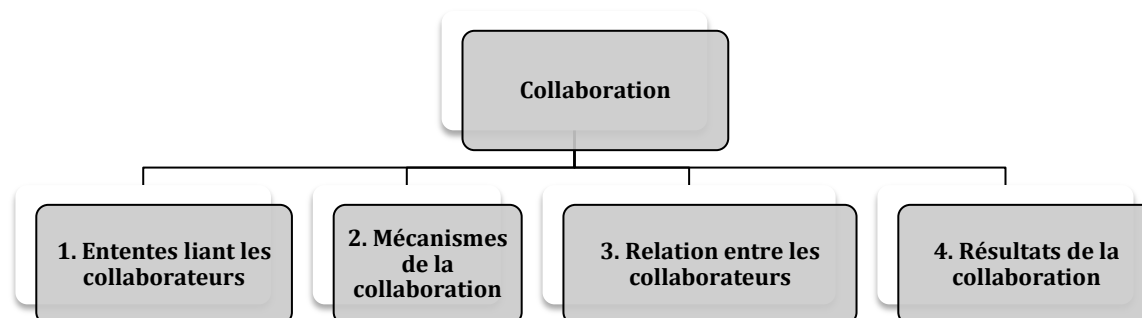 Collaboration
1. Ententes liant les
collaborateurs
2. Mécanismes
de la
collaboration
3. Relation entre les
collaborateurs
4. Résultats de la
collaboration